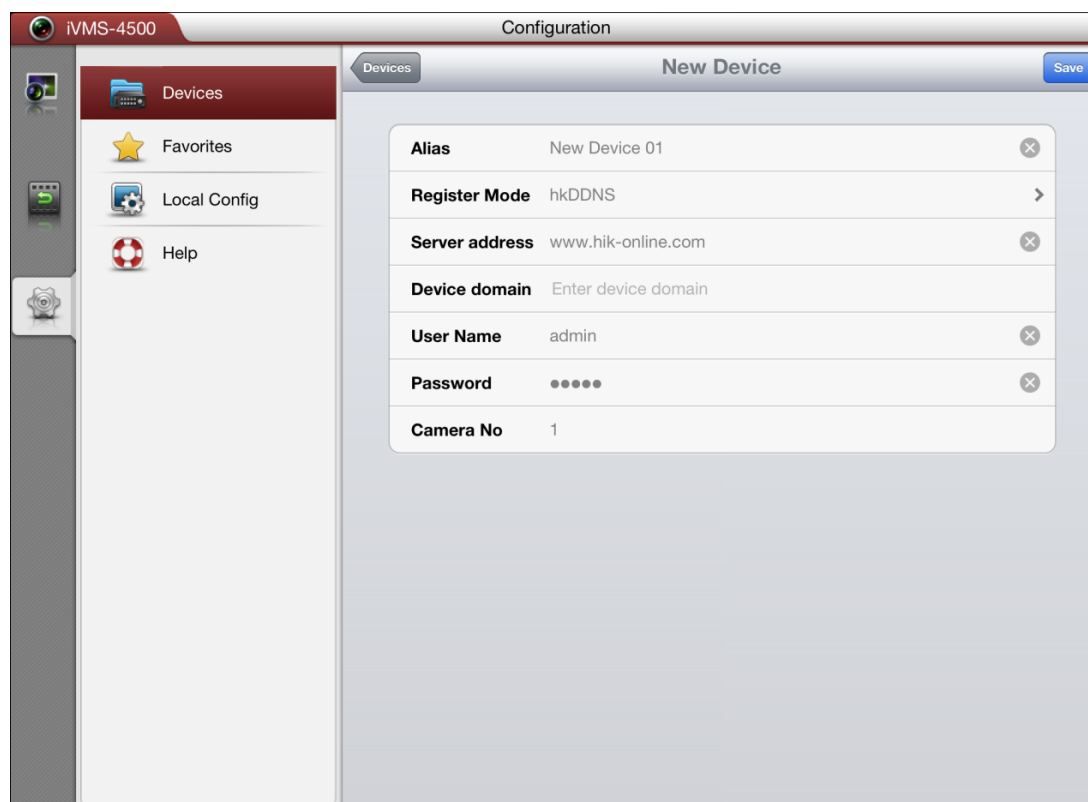 iVMS-4500
Configuration
Devices
Favorites
Local Config
Help
Devices
New Device
Save
Alias New Device 01
Register Mode hkDDNS
Server address www.hik-online.com
Device domain Enter device domain
User Name admin
Password •••••
Camera No 1